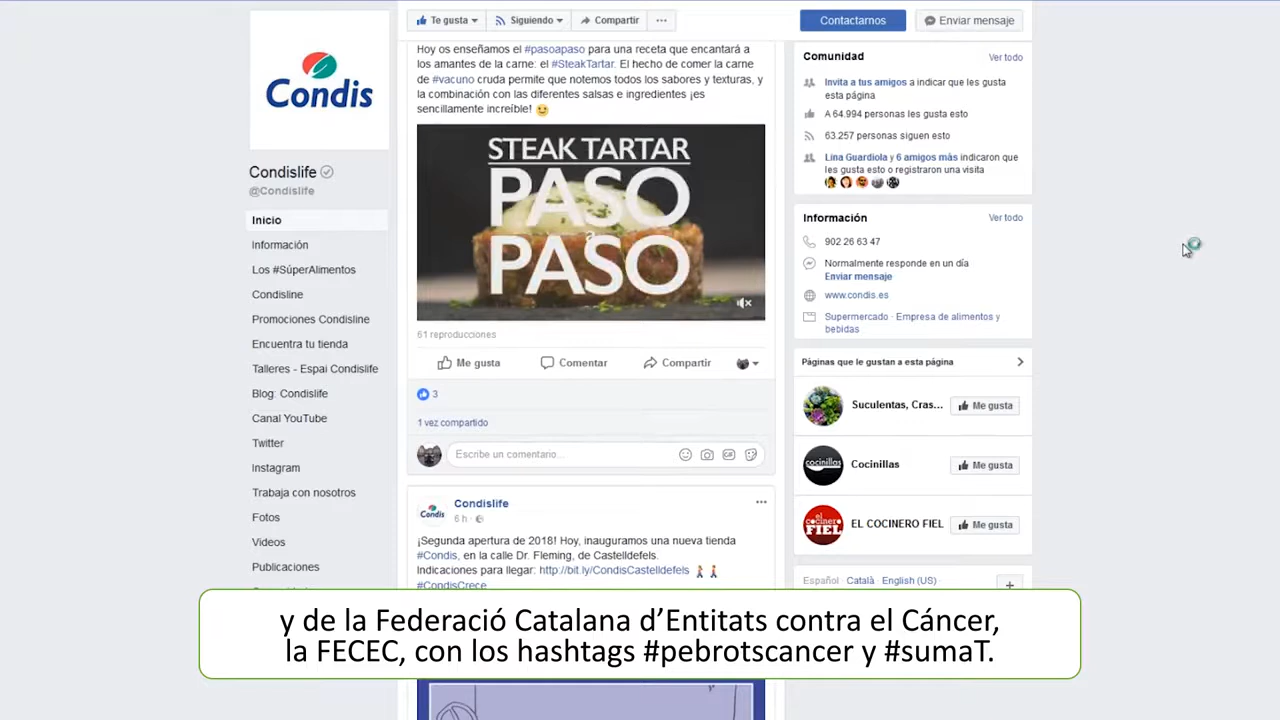 Te gusta
Siguiendo
Compartir
Contactarnos
Enviar mensaje
Condis
Condislife
@Condislife
Inicio
Información
Los #SúperAlimentos
Condisline
Promociones Condisline
Encuentra tu tienda
Talleres - Espai Condislife
Blog: Condislife
Canal YouTube
Twitter
Instagram
Trabaja con nosotros
Fotos
Videos
Publicaciones
Hoy os enseñamos el #pasoapaso para una receta que encantará a
los amantes de la carne: el #SteakTartar. El hecho de comer la carne
de #vacuno cruda permite que notemos todos los sabores y texturas, y
la combinación con las diferentes salsas e ingredientes ¡es
sencillamente increíble!
STEAK TARTAR
PASO
a
PASO
61 reproducciones
Me gusta
Comentar
Compartir
3
1 vez compartido
Escribe un comentario...
GIF
Condis
Condislife
6 h ·
¡Segunda apertura de 2018! Hoy, inauguramos una nueva tienda
#Condis, en la calle Dr. Fleming, de Castelldefels.
Indicaciones para llegar: http://bit.ly/CondisCastelldefels
#CondisCrece
Comunidad
Ver todo
Invita a tus amigos a indicar que les gusta
esta página
A 64.994 personas les gusta esto
63.257 personas siguen esto
Lina Guardiola y 6 amigos más indicaron que
les gusta esto o registraron una visita
Información
Ver todo
902 26 63 47
Normalmente responde en un día
Enviar mensaje
www.condis.es
Supermercado · Empresa de alimentos y
bebidas
Páginas que le gustan a esta página
Suculentas, Cras...
Me gusta
cocinillas
Cocinillas
Me gusta
el cocinero
FIEL
EL COCINERO FIEL
Me gusta
Español · Català · English (US) ·
y de la Federació Catalana d’Entitats contra el Cáncer,
la FECEC, con los hashtags #pebrotscancer y #sumaT.